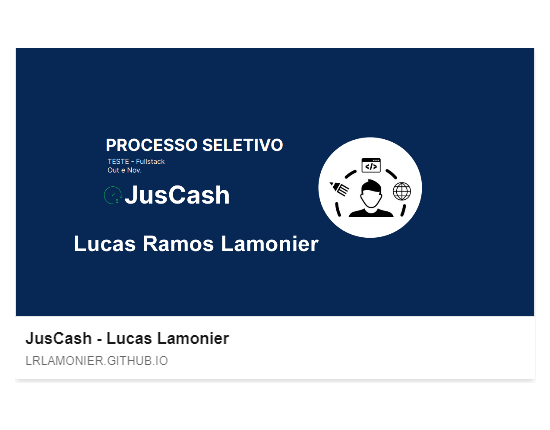 PROCESSO SELETIVO
TESTE - Fullstack
Out e Nov.
JusCash
Lucas Ramos Lamonier
</>
JusCash - Lucas Lamonier
LRLAMONIER.GITHUB.IO